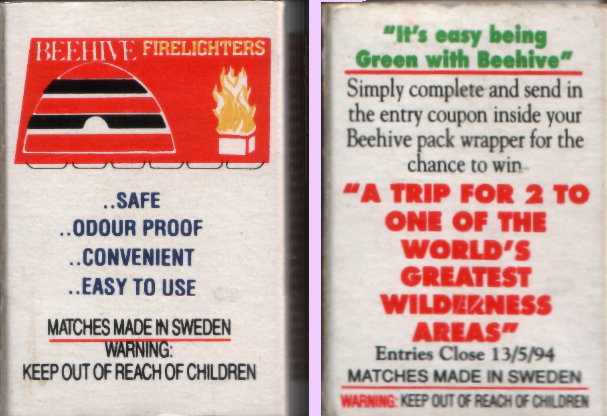 BEEHIVE FIRELIGHTERS
..SAFE
..ODOUR PROOF
..CONVENIENT
..EASY TO USE
MATCHES MADE IN SWEDEN
WARNING:
KEEP OUT OF REACH OF CHILDREN
"It's easy being
Green with Beehive"
Simply complete and send in
the entry coupon inside your
Beehive pack wrapper for the
chance to win
"A TRIP FOR 2 TO
ONE OF THE
WORLD'S
GREATEST
WILDERNESS
AREAS"
Entries Close 13/5/94
MATCHES MADE IN SWEDEN
WARNING: KEEP OUT OF REACH OF CHILDREN